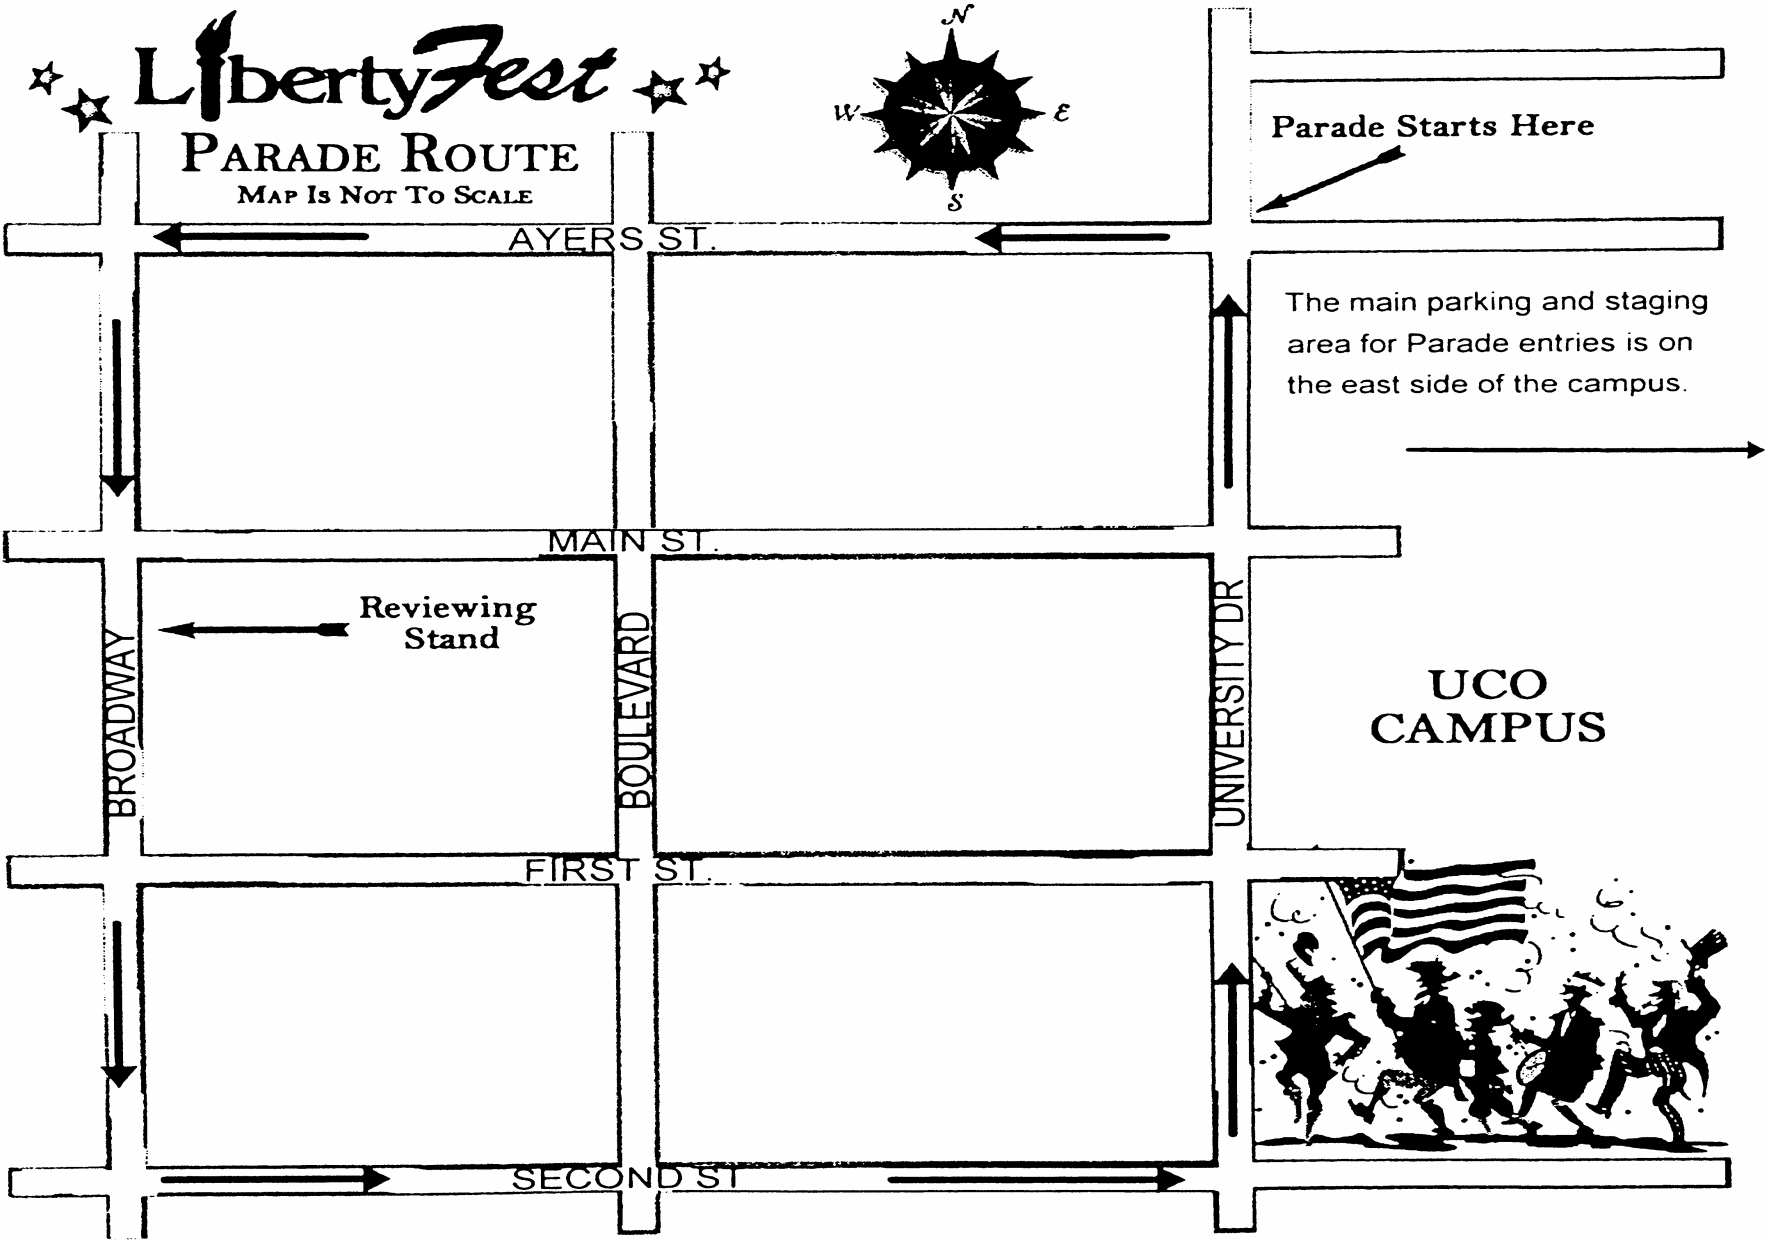 LibertyFest
PARADE ROUTE
MAP IS NOT TO SCALE
N
W
E
S
Parade Starts Here
AYERS ST.
The main parking and staging
area for Parade entries is on
the east side of the campus.
MAIN ST.
Reviewing
Stand
BROADWAY
BOULEVARD
UNIVERSITY DR
UCO
CAMPUS
FIRST ST.
SECOND ST